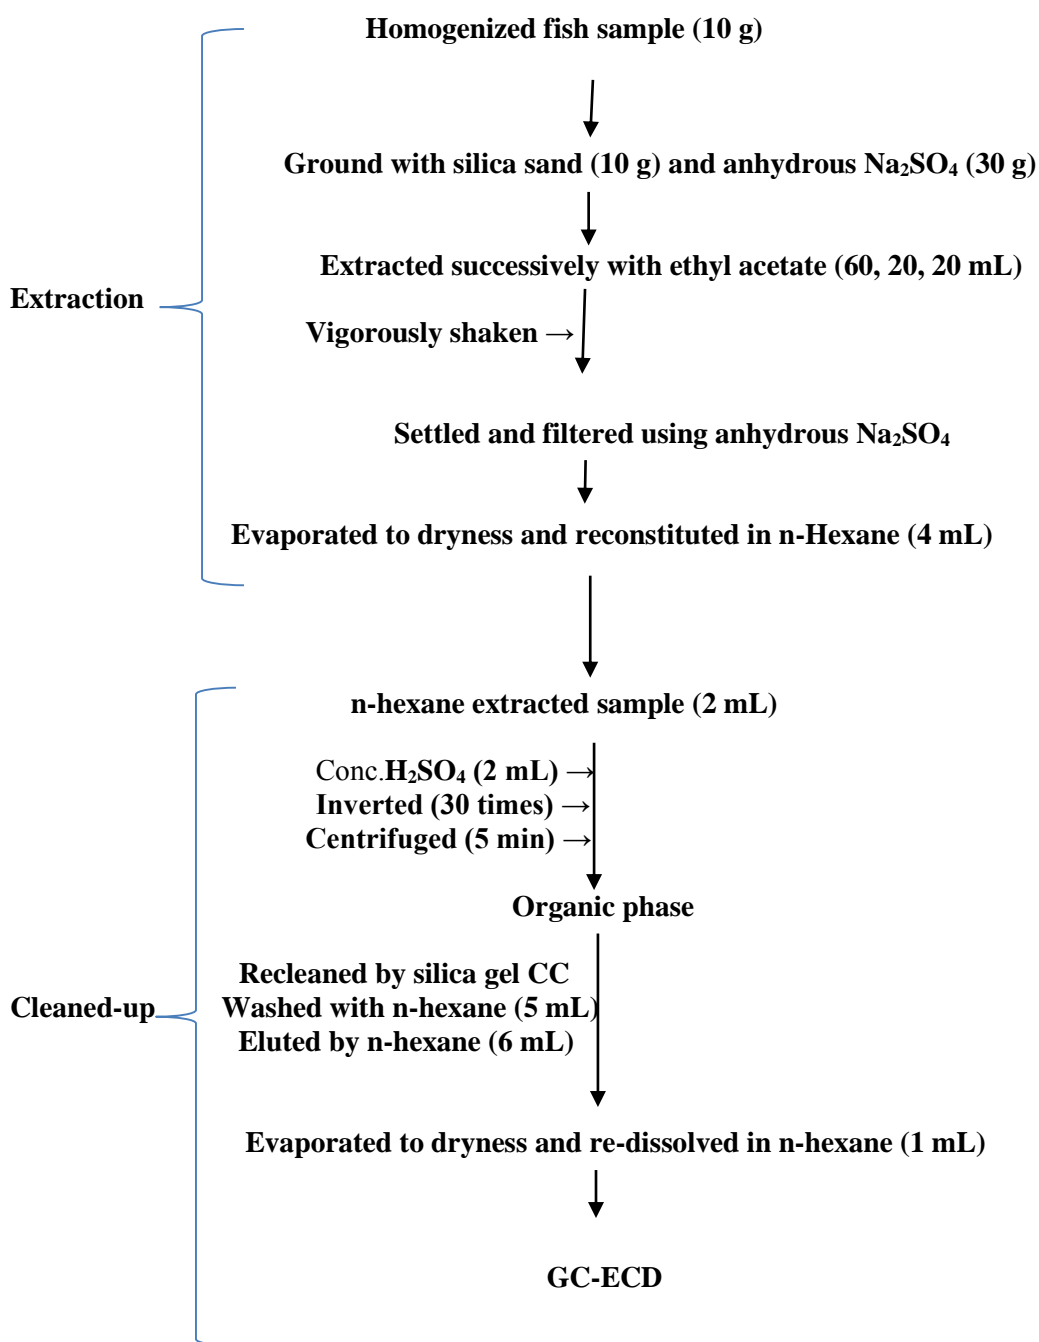 Homogenized fish sample (10 g)
Ground with silica sand (10 g) and anhydrous Na₂SO₄ (30 g)
Extracted successively with ethyl acetate (60, 20, 20 mL)
Extraction
Vigorously shaken →
Settled and filtered using anhydrous Na₂SO₄
Evaporated to dryness and reconstituted in n-Hexane (4 mL)
n-hexane extracted sample (2 mL)
Conc.H₂SO₄ (2 mL) →
Inverted (30 times) →
Centrifuged (5 min) →
Organic phase
Recleaned by silica gel CC
Cleaned-up
Washed with n-hexane (5 mL)
Eluted by n-hexane (6 mL)
Evaporated to dryness and re-dissolved in n-hexane (1 mL)
GC-ECD